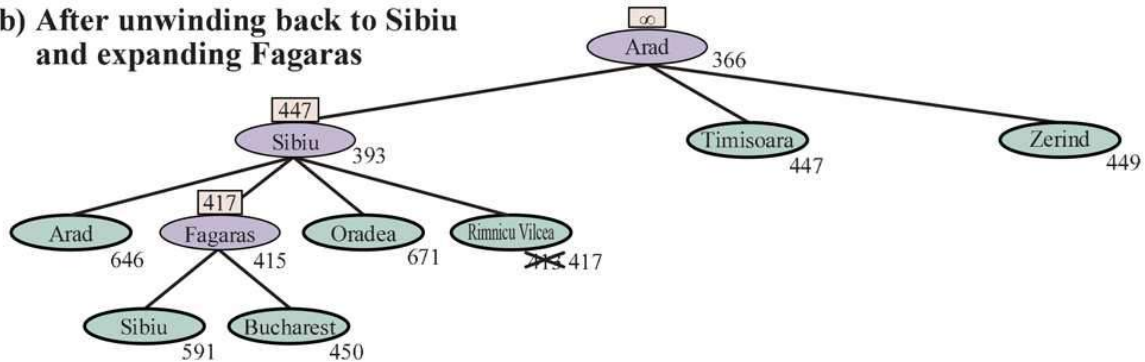 b) After unwinding back to Sibiu
and expanding Fagaras
∞
Arad
366
447
Sibiu
393
Timisoara
447
Zerind
449
Arad
646
417
Fagaras
415
Oradea
671
Rimnicu Vilcea
413 417
Sibiu
591
Bucharest
450